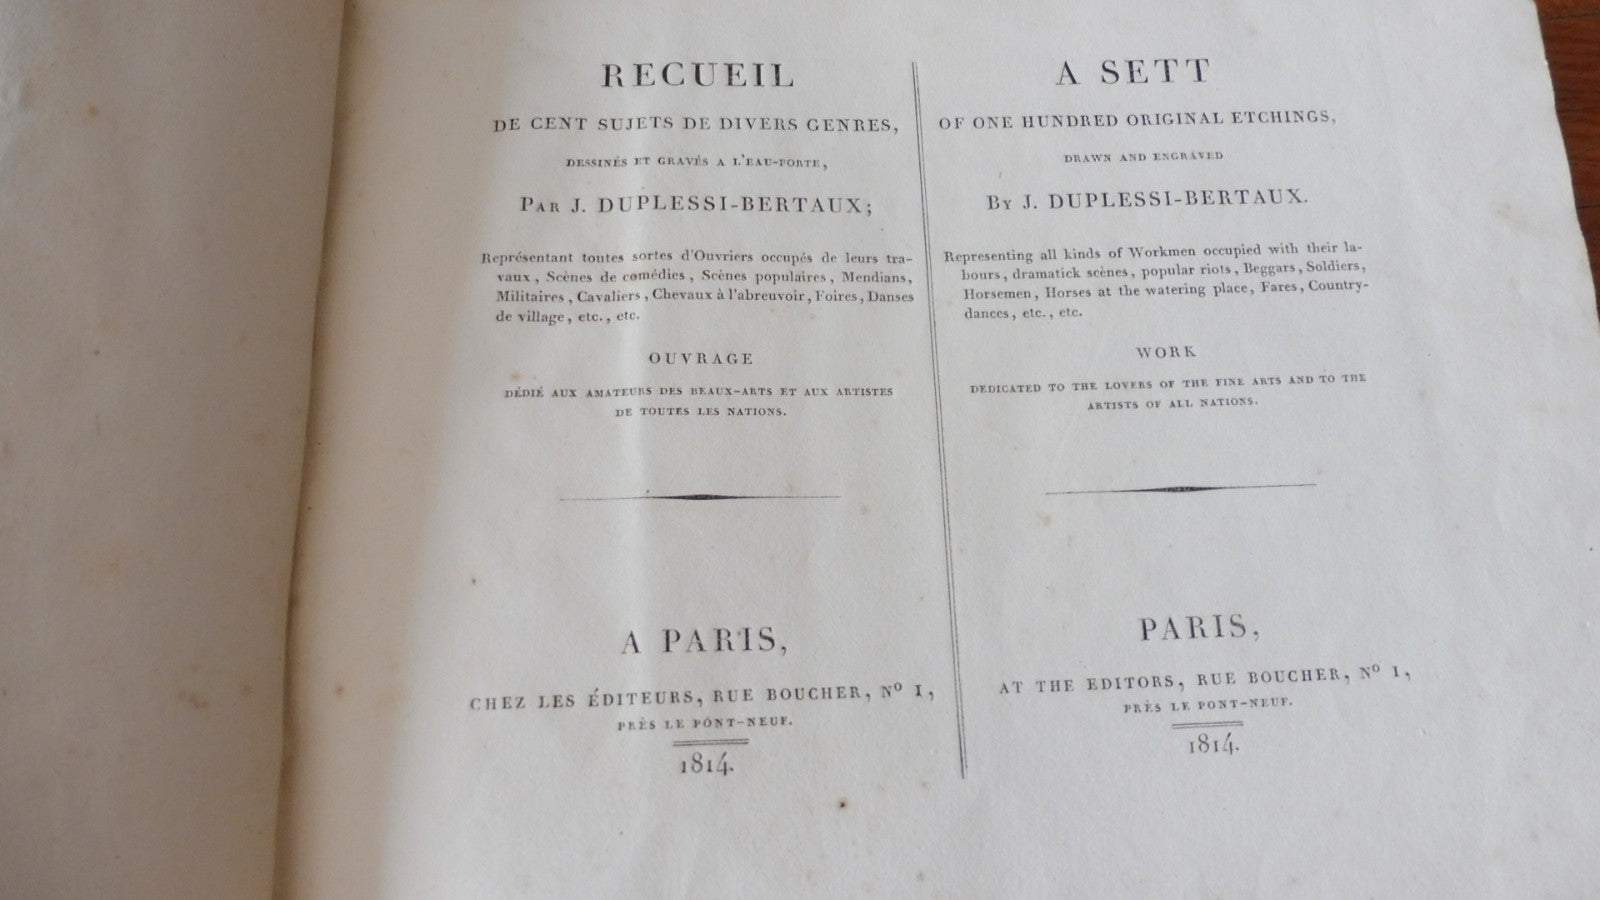 RECUEIL
DE CENT SUJETS DE DIVERS GENRES,
DESSINÉS ET GRAVÉS A L'EAU-FORTE,
PAR J. DUPLESSI-BERTAUX;
Représentant toutes sortes d'Ouvriers occupés de leurs tra-
vaux, Scènes de comédies, Scènes populaires, Mendians,
Militaires, Cavaliers, Chevaux à l'abreuvoir, Foires, Danses
de village, etc., etc.
OUVRAGE
DÉDIÉ AUX AMATEURS DES BEAUX-ARTS ET AUX ARTISTES
DE TOUTES LES NATIONS.
A PARIS,
CHEZ LES ÉDITEURS, RUE BOUCHER, Nº 1,
PRÈS LE PONT-NEUF.
1814.
A SETT
OF ONE HUNDRED ORIGINAL ETCHINGS,
DRAWN AND ENGRAVED
BY J. DUPLESSI-BERTAUX.
Representing all kinds of Workmen occupied with their la-
bours, dramatick scènes, popular riots, Beggars, Soldiers,
Horsemen, Horses at the watering place, Fares, Country-
dances, etc., etc.
WORK
DEDICATED TO THE LOVERS OF THE FINE ARTS AND TO THE
ARTISTS OF ALL NATIONS.
PARIS,
AT THE EDITORS, RUE BOUCHER, Nº 1,
PRÈS LE PONT-NEUF.
1814.